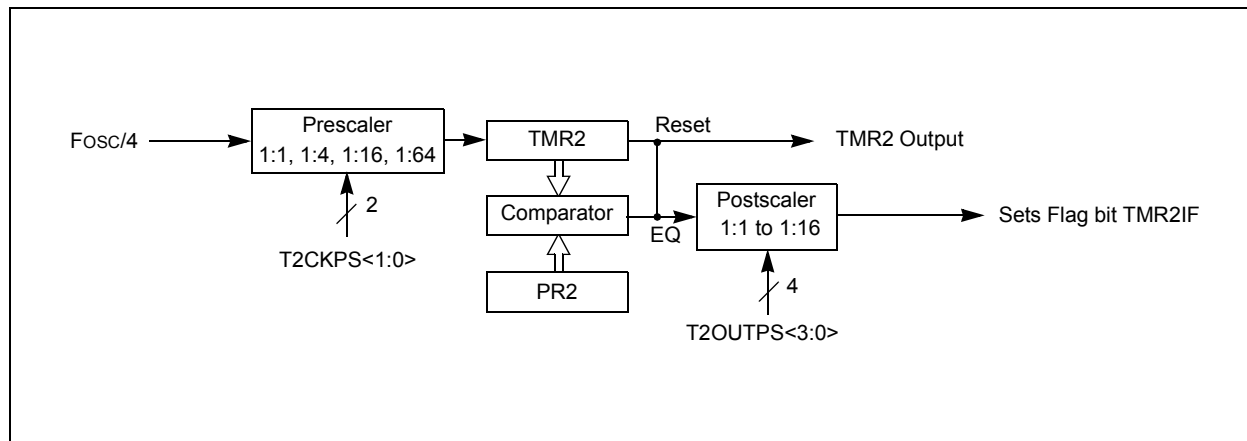 FOSC/4
Prescaler
1:1, 1:4, 1:16, 1:64
2
T2CKPS<1:0>
TMR2
Reset
TMR2 Output
Comparator
EQ
PR2
Postscaler
1:1 to 1:16
4
T2OUTPS<3:0>
Sets Flag bit TMR2IF